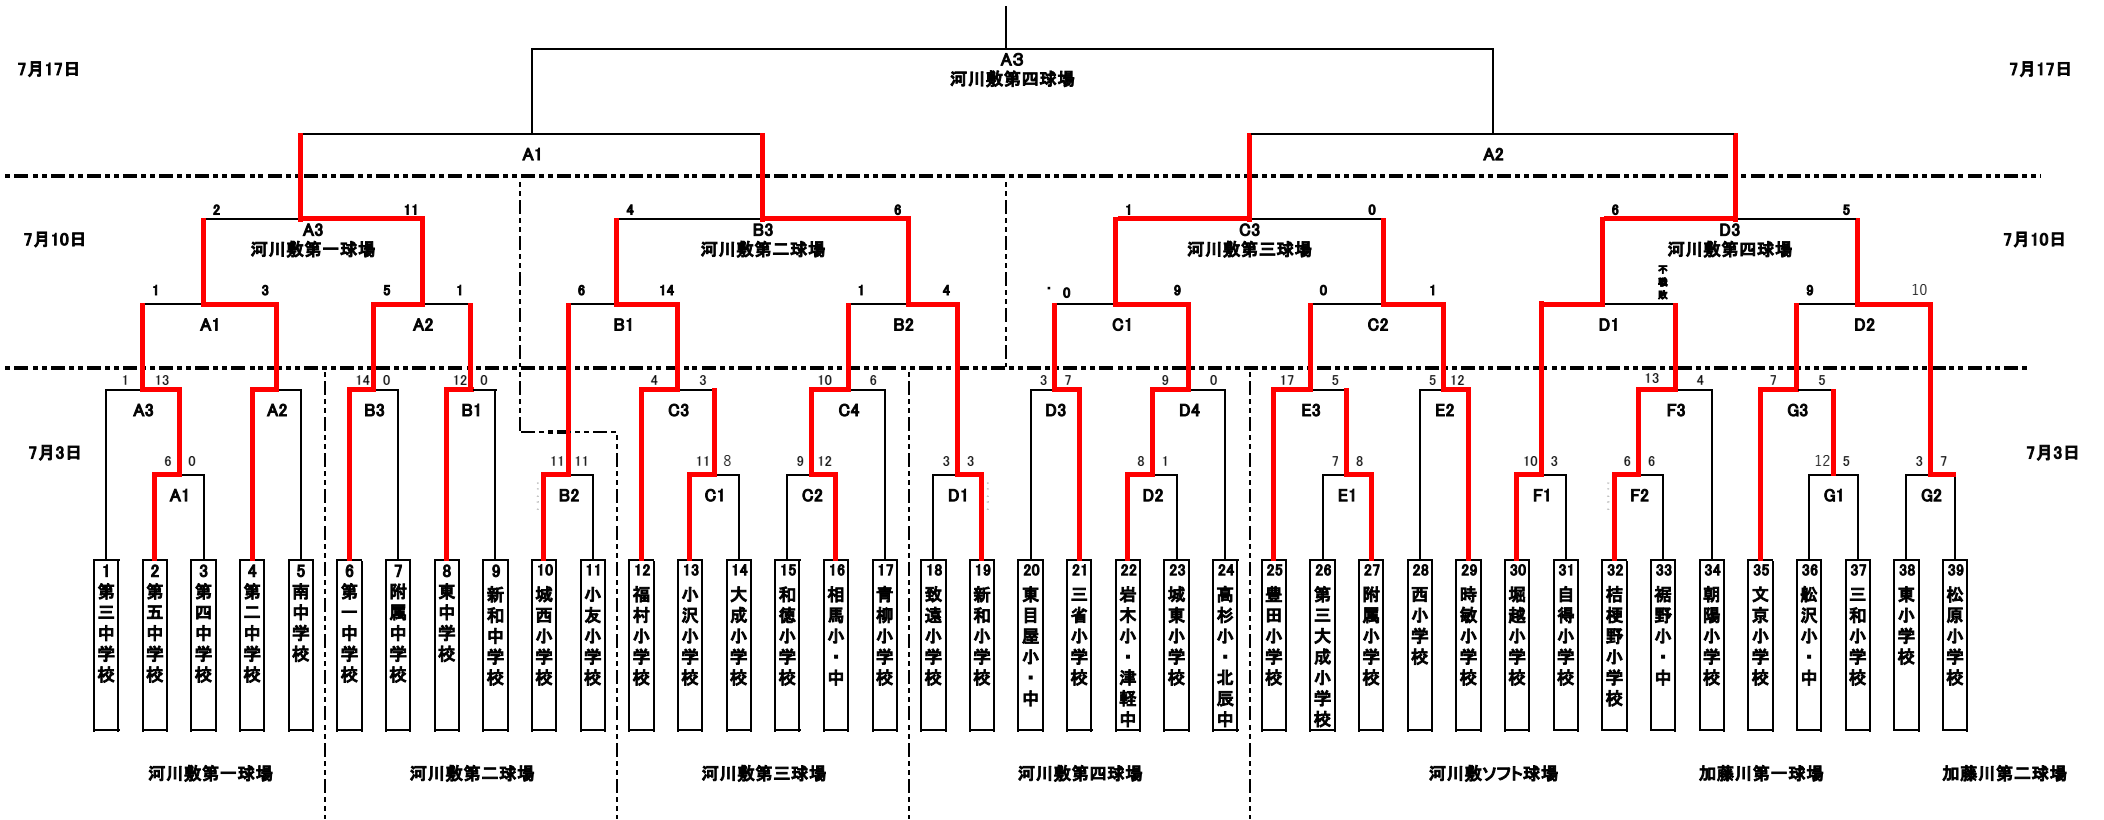 A3
河川敷第四球場
7月17日
7月17日
A1
A2
2
11
4
6
1
0
6
5
7月10日
A3
河川敷第一球場
B3
河川敷第二球場
C3
河川敷第三球場
D3
河川敷第四球場
7月10日
不戦敗
1
3
5
1
6
14
1
4
0
9
0
1
9
10
A1
A2
B1
B2
C1
C2
D1
D2
1
13
14
0
12
0
4
3
10
6
3
7
9
0
17
5
5
12
13
4
7
5
A3
A2
B3
B1
C3
C4
D3
D4
E3
E2
F3
G3
7月3日
7月3日
6
0
11
11
11
8
9
12
3
3
8
1
7
8
10
3
6
6
12
5
3
7
A1
B2
C1
C2
D1
D2
E1
F1
F2
G1
G2
1 第三中学校
2 第五中学校
3 第四中学校
4 第二中学校
5 南中学校
6 第一中学校
7 附属中学校
8 東中学校
9 新和中学校
10 城西小学校
11 小友小学校
12 福村小学校
13 小沢小学校
14 大成小学校
15 和徳小学校
16 相馬小・中
17 青柳小学校
18 致遠小学校
19 新和小学校
20 東目屋小・中
21 三省小学校
22 岩木小・津軽中
23 城東小学校
24 高杉小・北辰中
25 豊田小学校
26 第三大成小学校
27 附属小学校
28 西小学校
29 時敏小学校
30 堀越小学校
31 自得小学校
32 桔梗野小学校
33 裾野小・中
34 朝陽小学校
35 文京小学校
36 船沢小・中
37 三和小学校
38 東小学校
39 松原小学校
河川敷第一球場
河川敷第二球場
河川敷第三球場
河川敷第四球場
河川敷ソフト球場
加藤川第一球場
加藤川第二球場